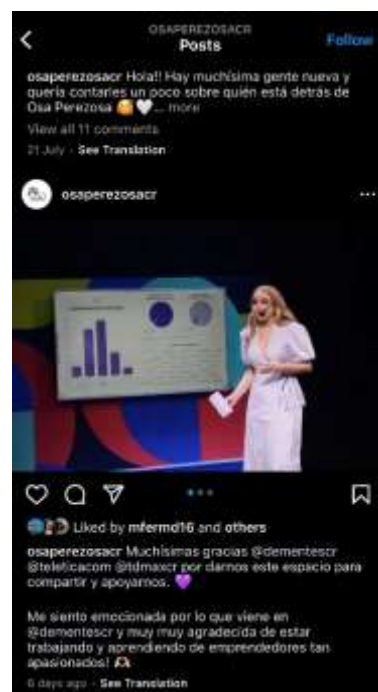 OSAPEREZOSACR
Posts
Follow
osaperezosacr Hola!! Hay muchísima gente nueva y
quería contarles un poco sobre quién está detrás de
Osa Perezosa ... more
View all 11 comments
21 July · See Translation
osaperezosacr
Liked by mfermd16 and others
osaperezosacr Muchísimas gracias @dementescr
@teleticacom @tdmaxcr por darnos este espacio para
compartir y apoyarnos.
Me siento emocionada por lo que viene en
@dementescr y muy muy agradecida de estar
trabajando y aprendiendo de emprendedores tan
apasionados!
6 days ago · See Translation